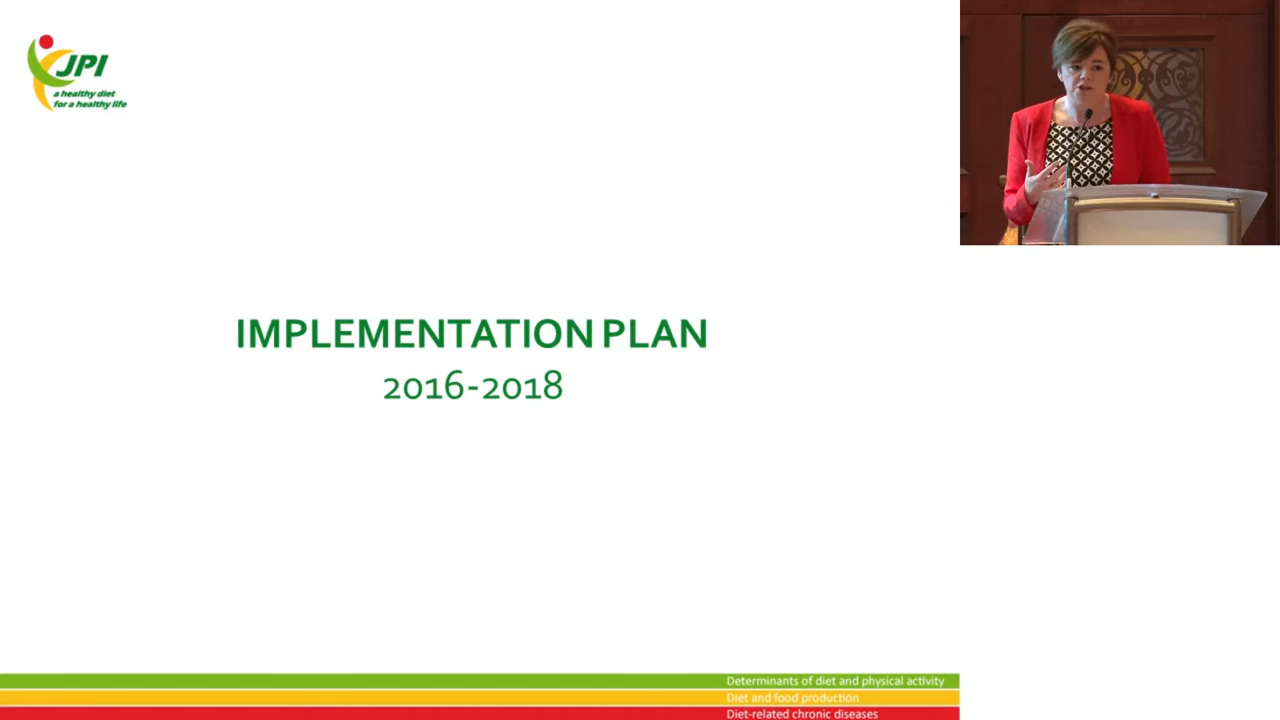 JPI
a healthy diet
for a healthy life
IMPLEMENTATION PLAN
2016-2018
Determinants of diet and physical activity
Diet and food production
Diet-related chronic diseases